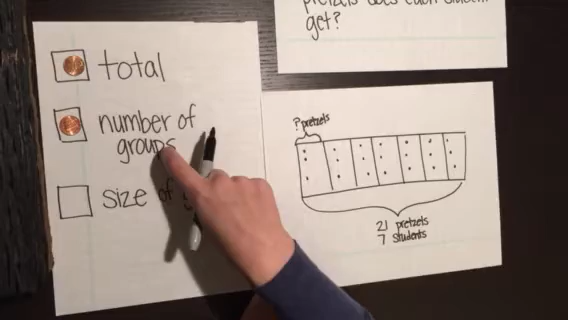 total
number of
groups
size of
pretzels does each student
get?
? pretzels
21 pretzels
7 students